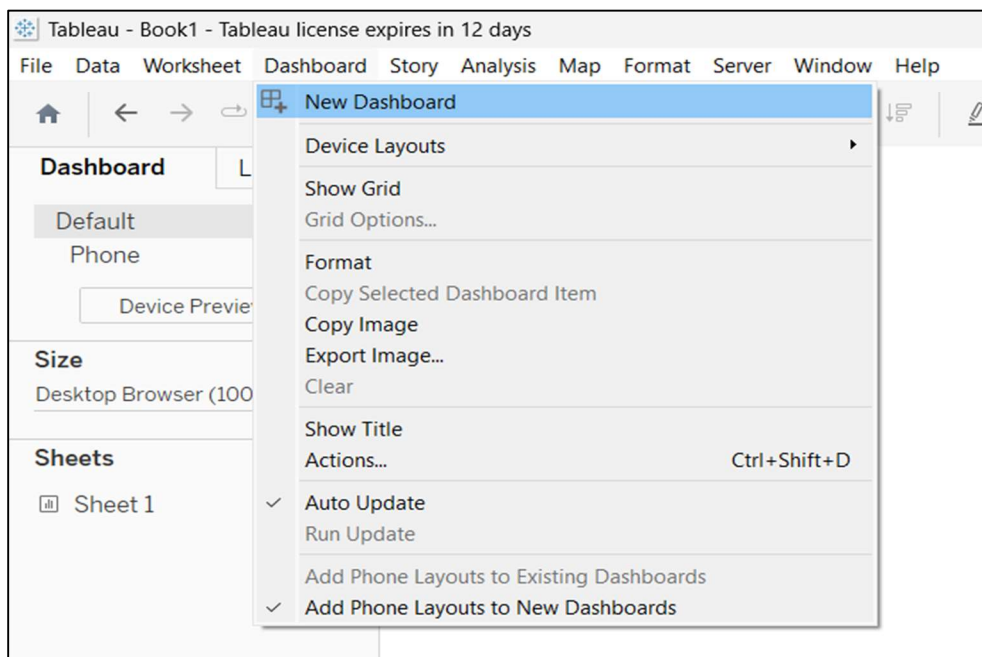 Tableau - Book1 - Tableau license expires in 12 days
File Data Worksheet Dashboard Story Analysis Map Format Server Window Help
New Dashboard
Device Layouts
Show Grid
Grid Options...
Format
Copy Selected Dashboard Item
Copy Image
Export Image...
Clear
Show Title
Actions... Ctrl+Shift+D
Auto Update
Run Update
Add Phone Layouts to Existing Dashboards
Add Phone Layouts to New Dashboards
Dashboard L
Default
Phone
Device Previe
Size
Desktop Browser (100
Sheets
Sheet 1